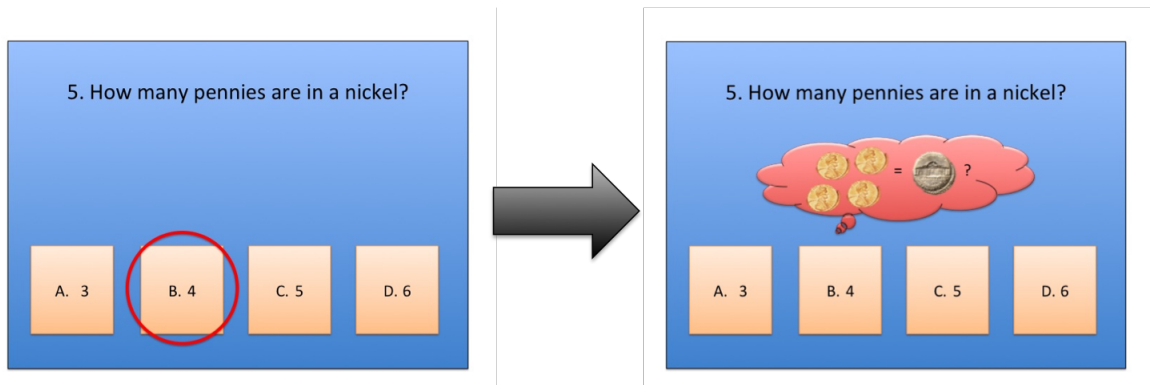 5. How many pennies are in a nickel?
A. 3
B. 4
C. 5
D. 6
5. How many pennies are in a nickel?
= ?
A. 3
B. 4
C. 5
D. 6